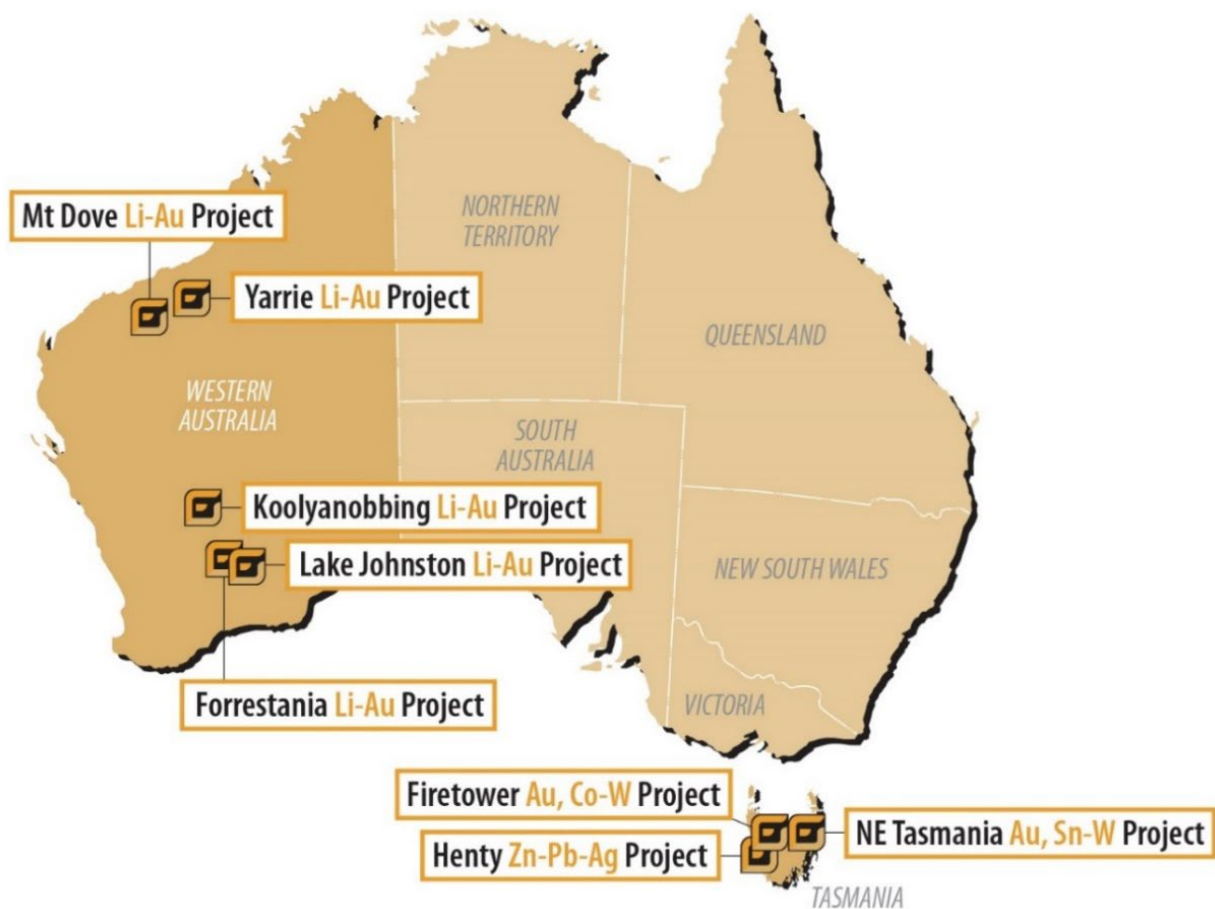 Mt Dove Li-Au Project
NORTHERN
TERRITORY
Yarrie Li-Au Project
QUEENSLAND
WESTERN
AUSTRALIA
SOUTH
AUSTRALIA
Koolyanobbing Li-Au Project
Lake Johnston Li-Au Project
NEW SOUTH WALES
Forrestania Li-Au Project
VICTORIA
Firetower Au, Co-W Project
NE Tasmania Au, Sn-W Project
Henty Zn-Pb-Ag Project
TASMANIA